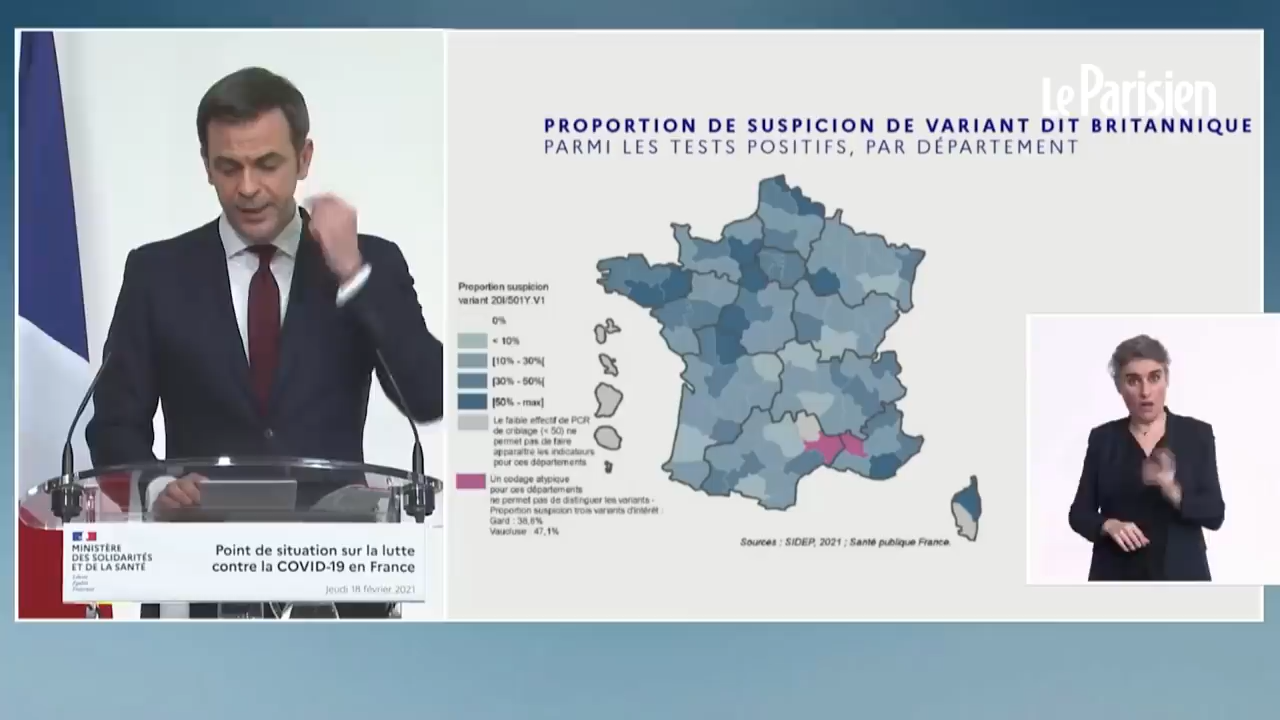 Le Parisien
PROPORTION DE SUSPICION DE VARIANT DIT BRITANNIQUE
PARMI LES TESTS POSITIFS, PAR DÉPARTEMENT
Proportion suspicion
variant 20I/501Y.V1
0%
< 10%
[10% - 30%[
[30% - 50%[
[50% - max]
Le faible effectif de PCR
de criblage (< 50) ne
permet pas de faire
apparaître les indicateurs
pour ces départements
Un codage atypique
pour ces départements
ne permet pas de distinguer les variants -
Proportion suspicion trois variants d'intérêt :
Gard : 38,8%
Vaucluse : 47,1%
Sources : SIDEP, 2021 ; Santé publique France.
MINISTÈRE
DES SOLIDARITÉS
ET DE LA SANTÉ
Liberté
Égalité
Fraternité
Point de situation sur la lutte
contre la COVID-19 en France
Jeudi 18 février 2021